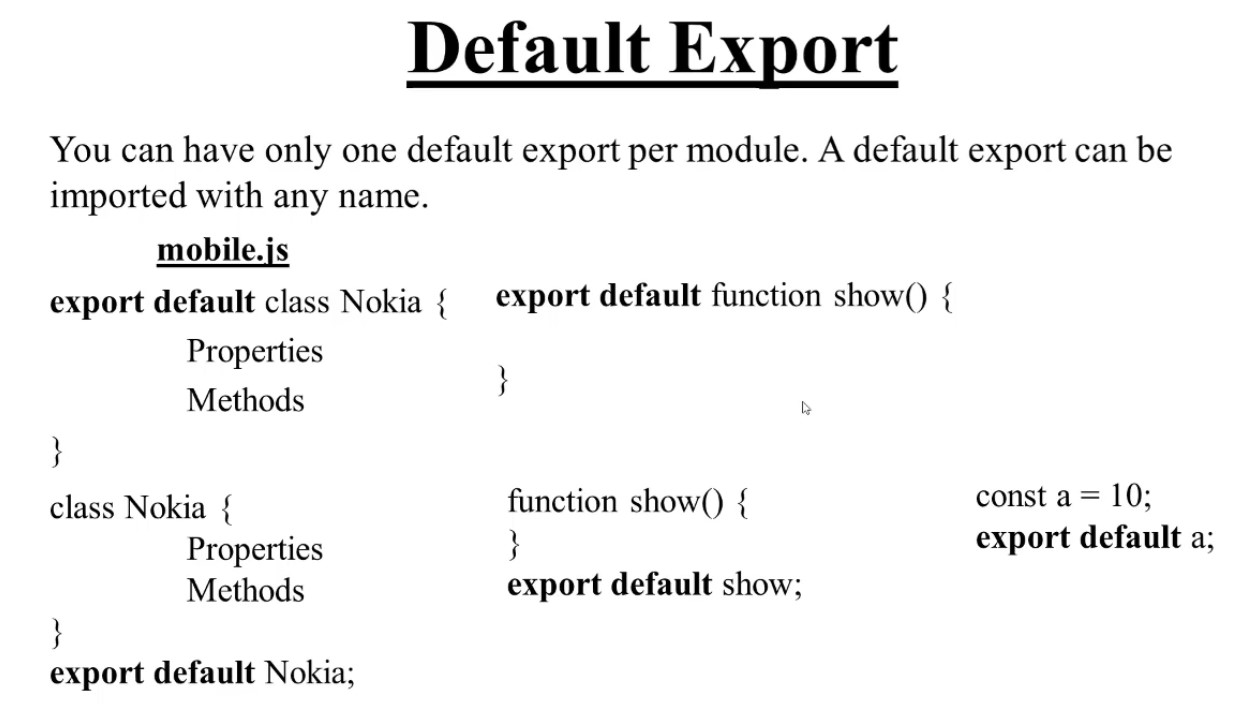 Default Export
You can have only one default export per module. A default export can be
imported with any name.
mobile.js
export default class Nokia {
Properties
Methods
}
export default function show() {
}
class Nokia {
Properties
Methods
}
export default Nokia;
function show() {
}
export default show;
const a = 10;
export default a;